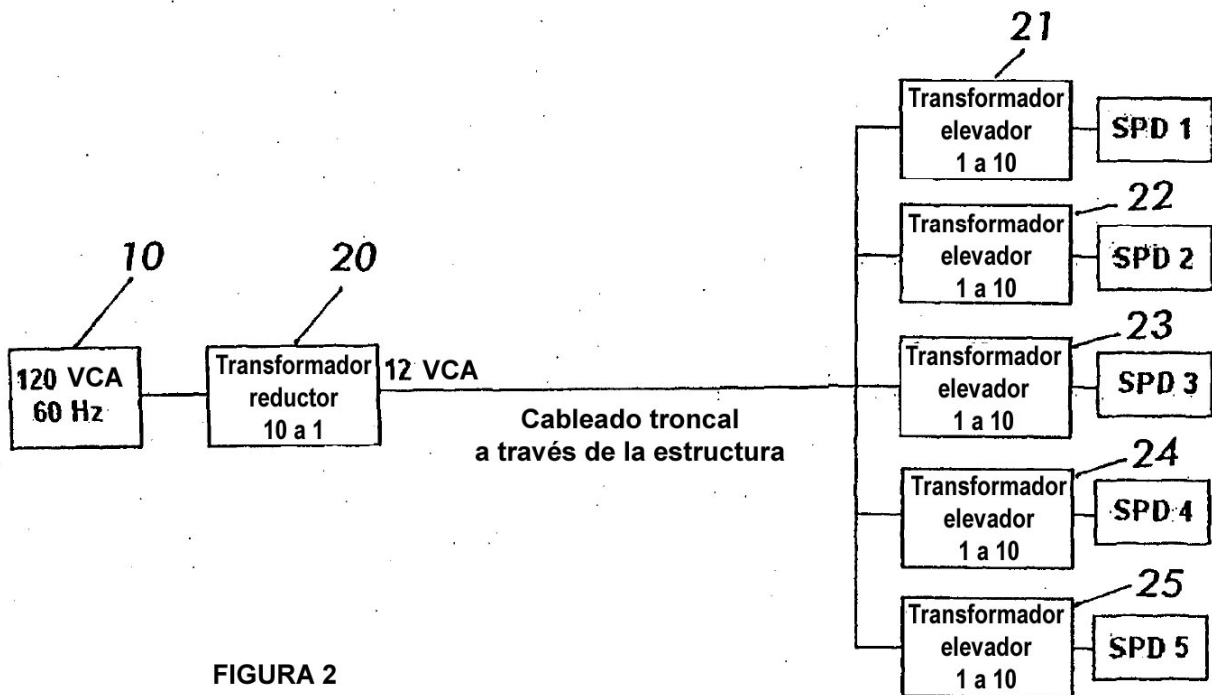 21
Transformador
elevador
1 a 10
SPD 1
22
Transformador
elevador
1 a 10
SPD 2
10
120 VCA
60 Hz
20
Transformador
reductor
10 a 1
12 VCA
Cableado troncal
a través de la estructura
23
Transformador
elevador
1 a 10
SPD 3
24
Transformador
elevador
1 a 10
SPD 4
25
Transformador
elevador
1 a 10
SPD 5
FIGURA 2